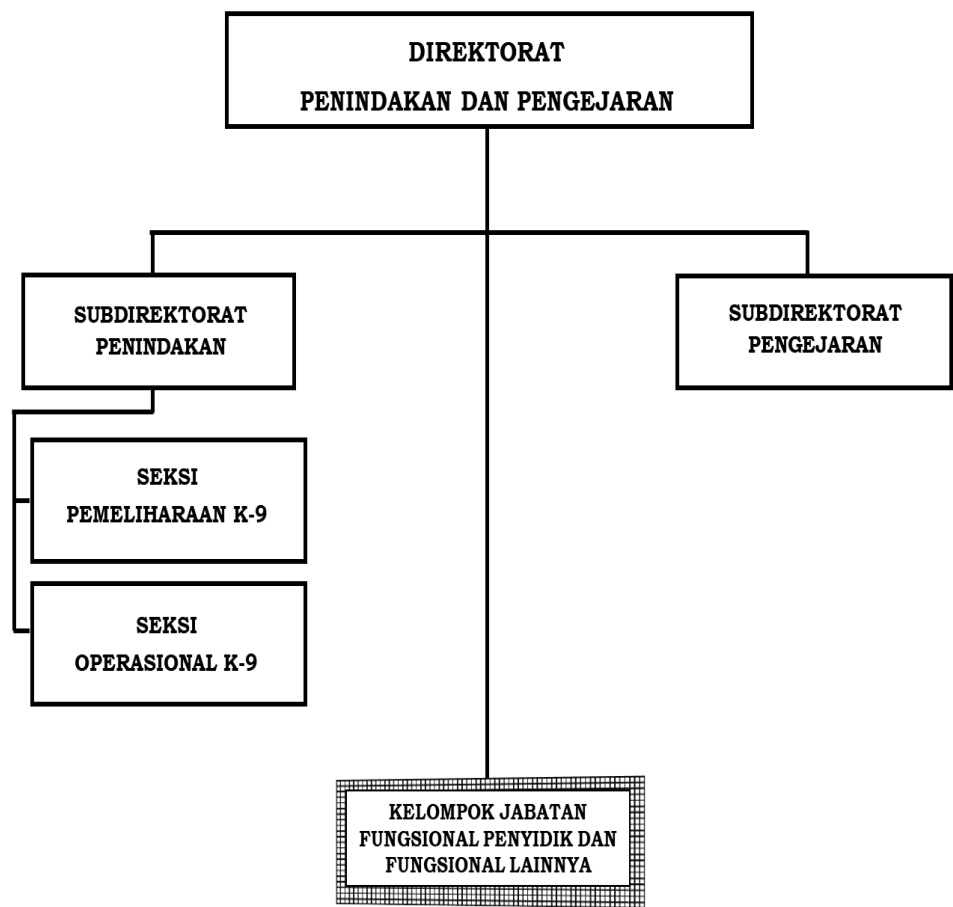 DIREKTORAT
PENINDAKAN DAN PENGEJARAN
SUBDIREKTORAT
PENINDAKAN
SUBDIREKTORAT
PENGEJARAN
SEKSI
PEMELIHARAAN K-9
SEKSI
OPERASIONAL K-9
KELOMPOK JABATAN
FUNGSIONAL PENYIDIK DAN
FUNGSIONAL LAINNYA